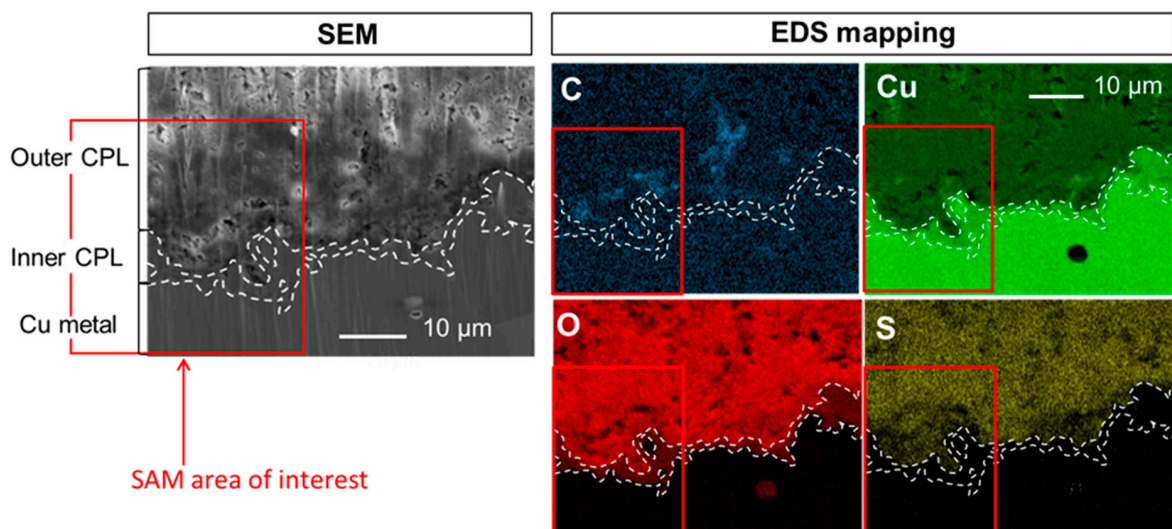 SEM
EDS mapping
C
Cu
10 µm
Outer CPL
Inner CPL
Cu metal
10 µm
O
S
SAM area of interest